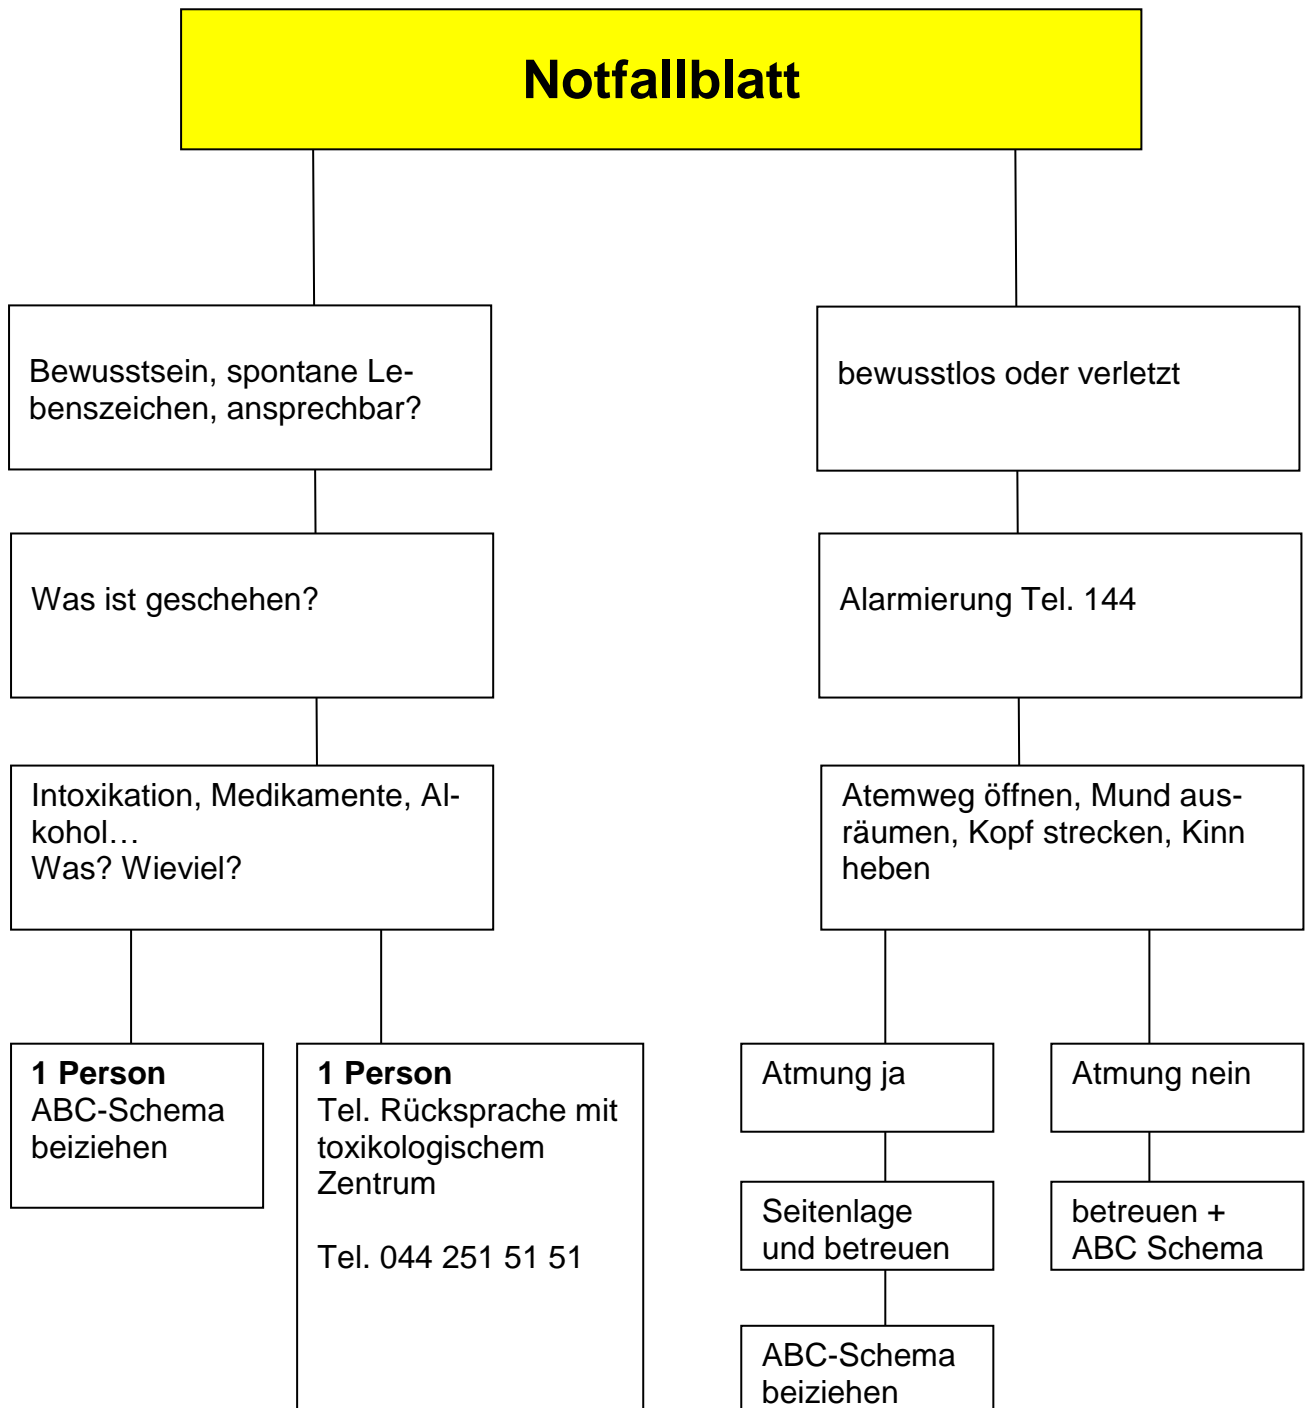 Notfallblatt
Bewusstsein, spontane Le-
benszeichen, ansprechbar?
bewusstlos oder verletzt
Was ist geschehen?
Alarmierung Tel. 144
Intoxikation, Medikamente, Al-
kohol…
Was? Wieviel?
Atemweg öffnen, Mund aus-
räumen, Kopf strecken, Kinn
heben
1 Person
ABC-Schema
beiziehen
1 Person
Tel. Rücksprache mit
toxikologischem
Zentrum
Tel. 044 251 51 51
Atmung ja
Atmung nein
Seitenlage
und betreuen
betreuen +
ABC Schema
ABC-Schema
beiziehen